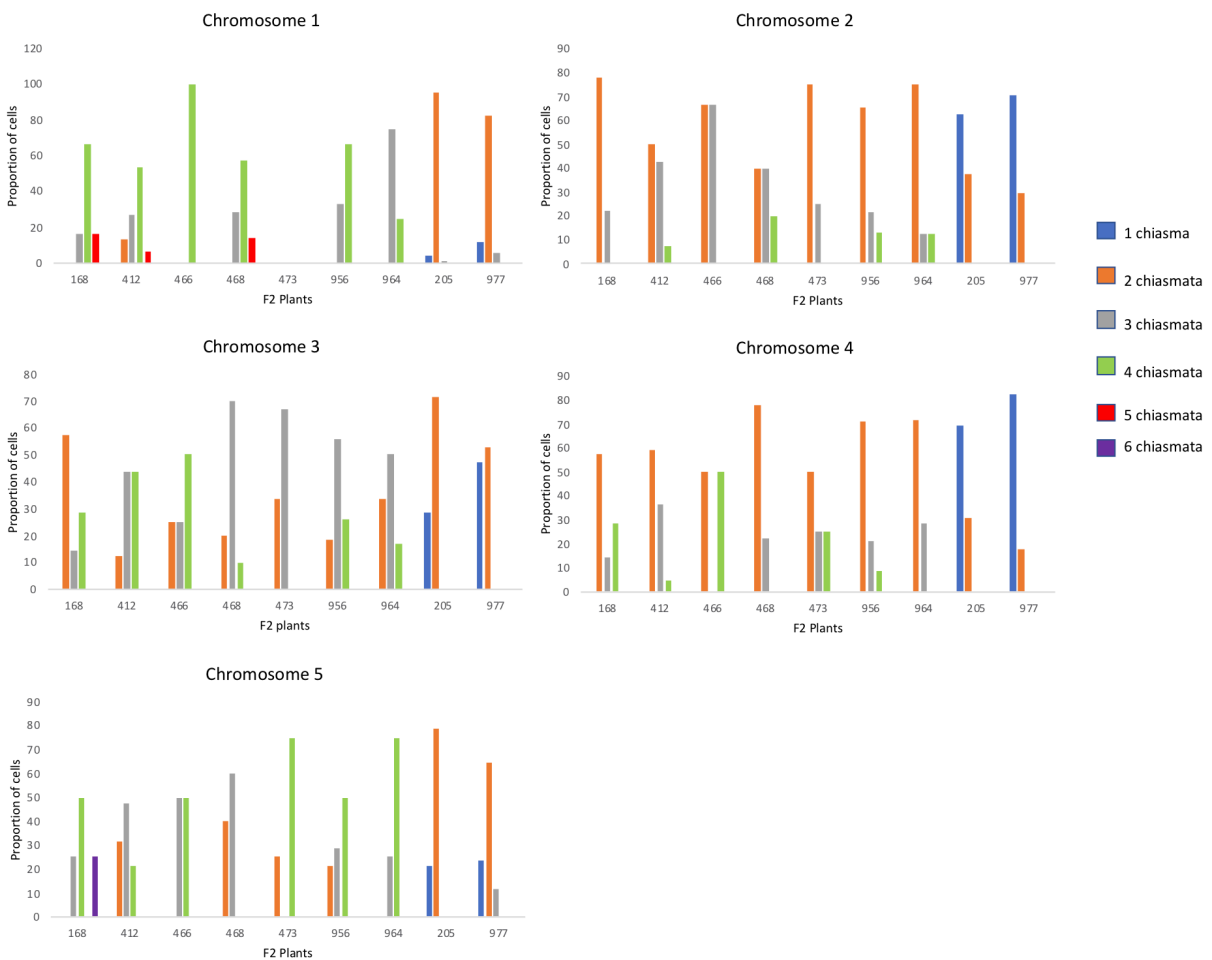 Chromosome 1
Proportion of cells
120
100
80
60
40
20
0
168 412 466 468 473 956 964 205 977
F2 Plants
Chromosome 2
Proportion of cells
90
80
70
60
50
40
30
20
10
0
168 412 466 468 473 956 964 205 977
F2 Plants
1 chiasma
2 chiasmata
3 chiasmata
4 chiasmata
5 chiasmata
6 chiasmata
Chromosome 3
Proportion of cells
80
70
60
50
40
30
20
10
0
168 412 466 468 473 956 964 205 977
F2 plants
Chromosome 4
Proportion of cells
90
80
70
60
50
40
30
20
10
0
168 412 466 468 473 956 964 205 977
F2 Plants
Chromosome 5
Proportion of cells
90
80
70
60
50
40
30
20
10
0
168 412 466 468 473 956 964 205 977
F2 Plants